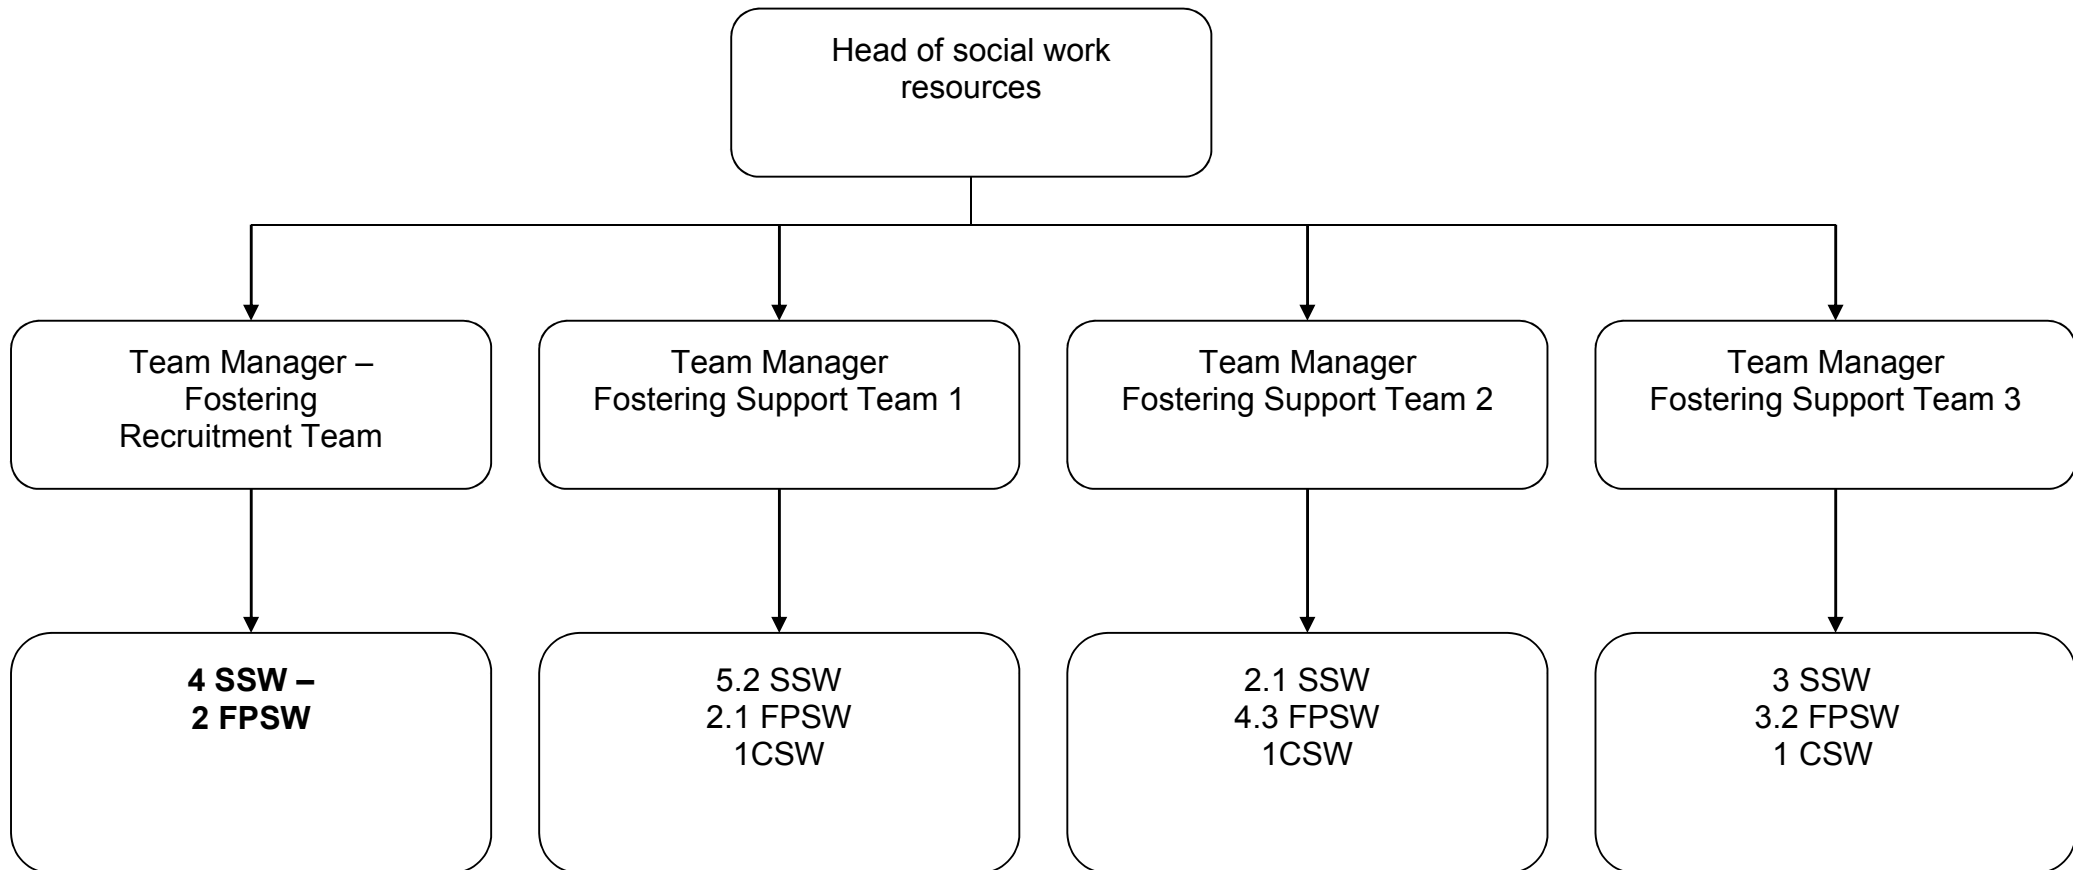 Head of social work
resources
Team Manager –
Fostering
Recruitment Team
Team Manager
Fostering Support Team 1
Team Manager
Fostering Support Team 2
Team Manager
Fostering Support Team 3
4 SSW –
2 FPSW
5.2 SSW
2.1 FPSW
1CSW
2.1 SSW
4.3 FPSW
1CSW
3 SSW
3.2 FPSW
1 CSW